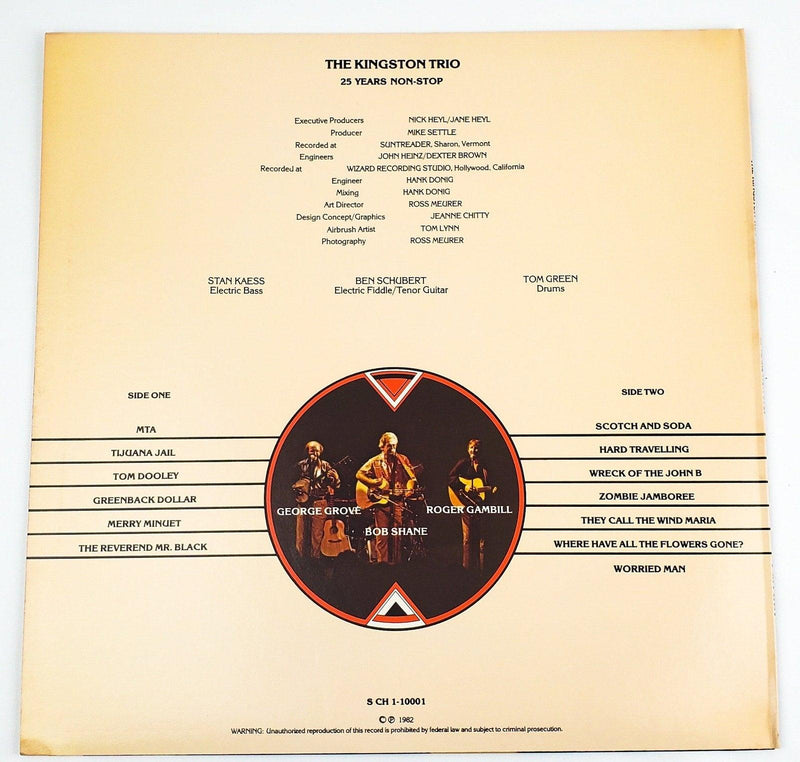 THE KINGSTON TRIO
25 YEARS NON-STOP
Executive Producers NICK HEYL/JANE HEYL
Producer MIKE SETTLE
Recorded at SUNTREADER, Sharon, Vermont
Engineers JOHN HEINZ/DEXTER BROWN
Recorded at WIZARD RECORDING STUDIO, Hollywood, California
Engineer HANK DONIG
Mixing HANK DONIG
Art Director ROSS MEURER
Design Concept/Graphics JEANNE CHITTY
Airbrush Artist TOM LYNN
Photography ROSS MEURER
STAN KAESS
Electric Bass
BEN SCHUBERT
Electric Fiddle/Tenor Guitar
TOM GREEN
Drums
SIDE ONE
MTA
TIJUANA JAIL
TOM DOOLEY
GREENBACK DOLLAR
MERRY MINUET
THE REVEREND MR. BLACK
GEORGE GROVE
BOB SHANE
ROGER GAMBILL
SIDE TWO
SCOTCH AND SODA
HARD TRAVELLING
WRECK OF THE JOHN B
ZOMBIE JAMBOREE
THEY CALL THE WIND MARIA
WHERE HAVE ALL THE FLOWERS GONE?
WORRIED MAN
S CH 1-10001
© ℗ 1982
WARNING: Unauthorized reproduction of this record is prohibited by federal law and subject to criminal prosecution.